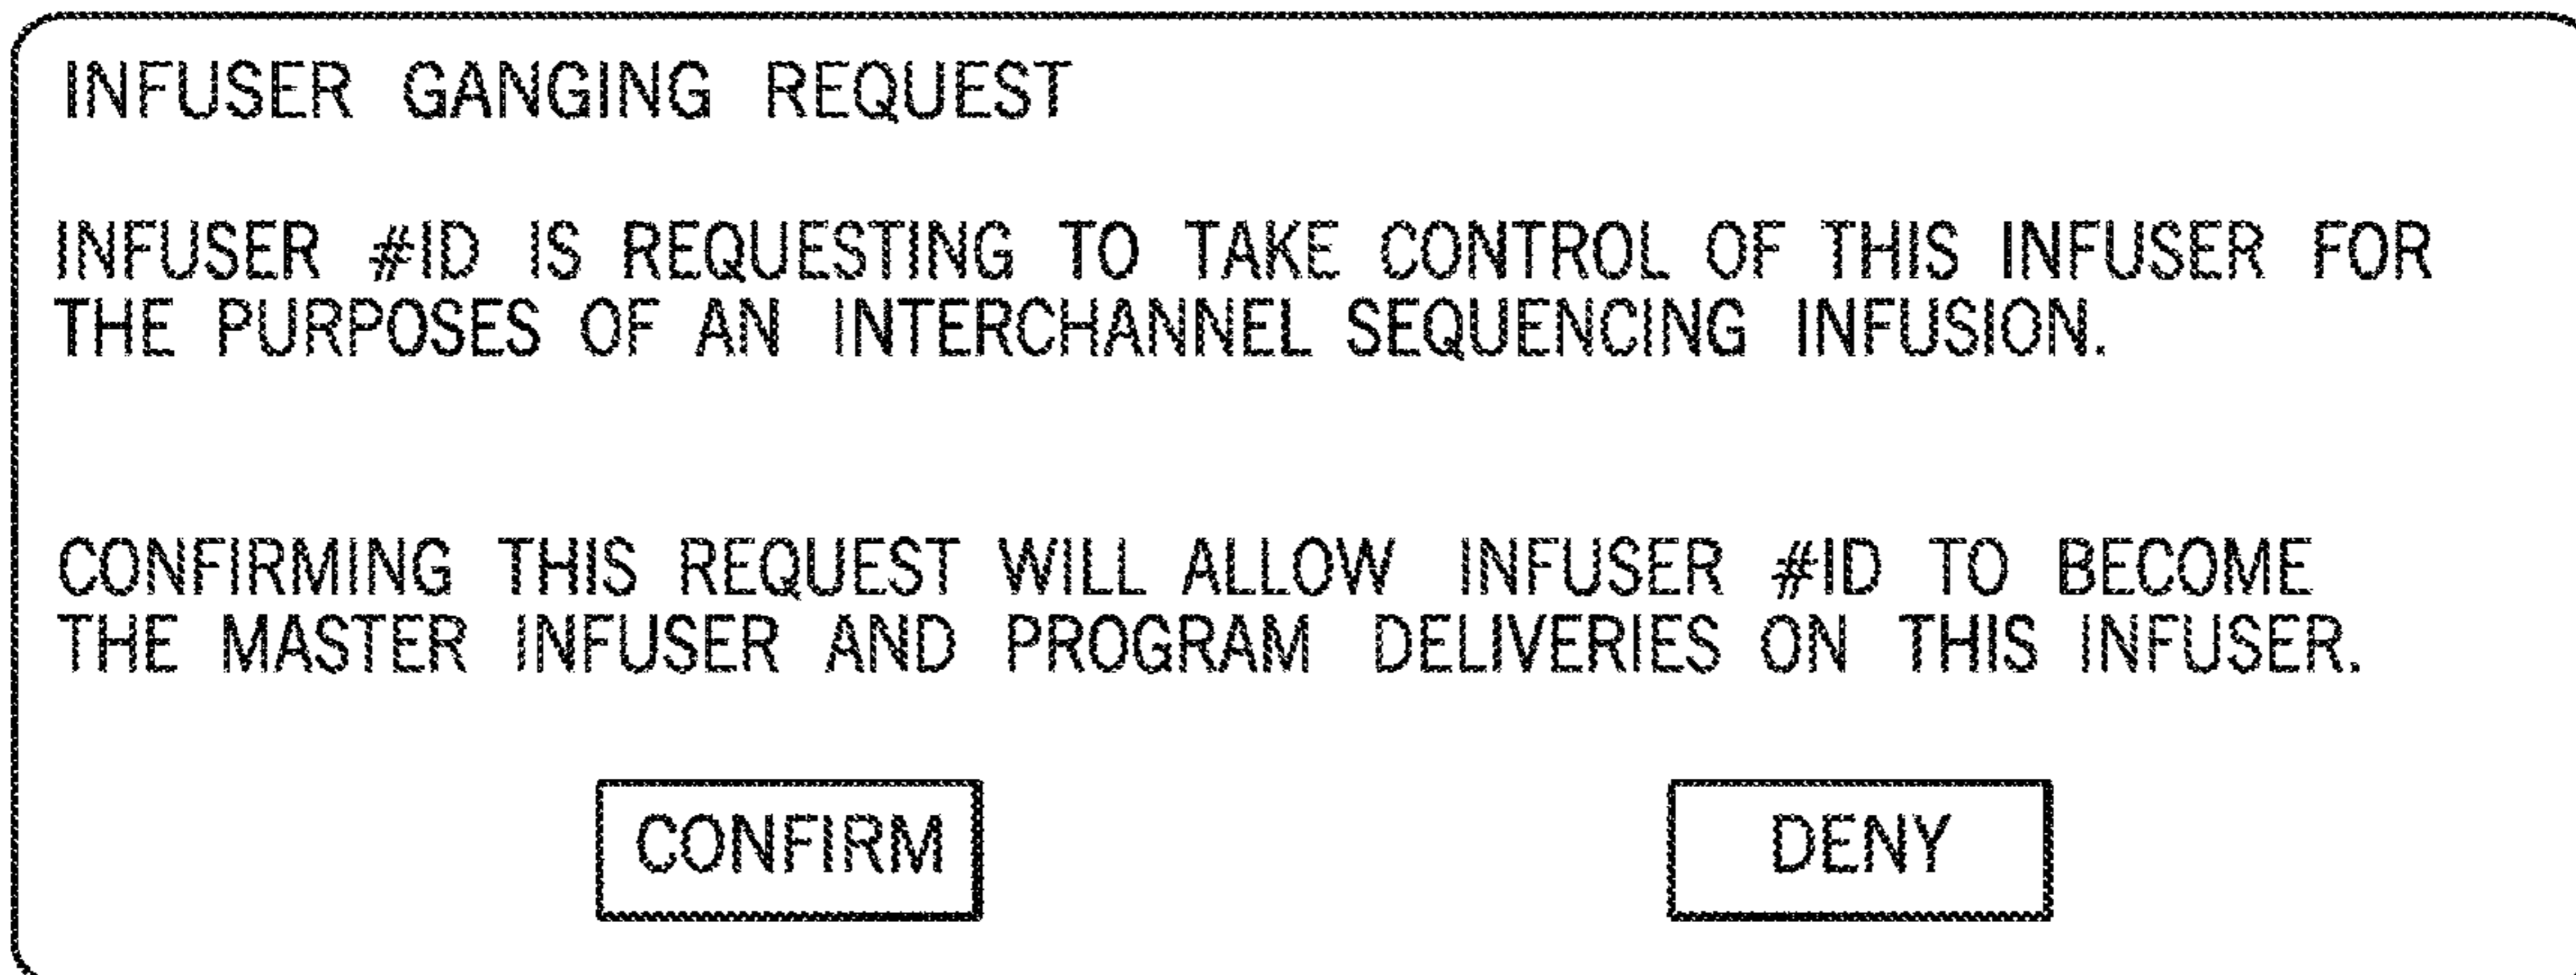 INFUSER GANGING REQUEST
INFUSER #ID IS REQUESTING TO TAKE CONTROL OF THIS INFUSER FOR
THE PURPOSES OF AN INTERCHANNEL SEQUENCING INFUSION.
CONFIRMING THIS REQUEST WILL ALLOW INFUSER #ID TO BECOME
THE MASTER INFUSER AND PROGRAM DELIVERIES ON THIS INFUSER.
CONFIRM DENY